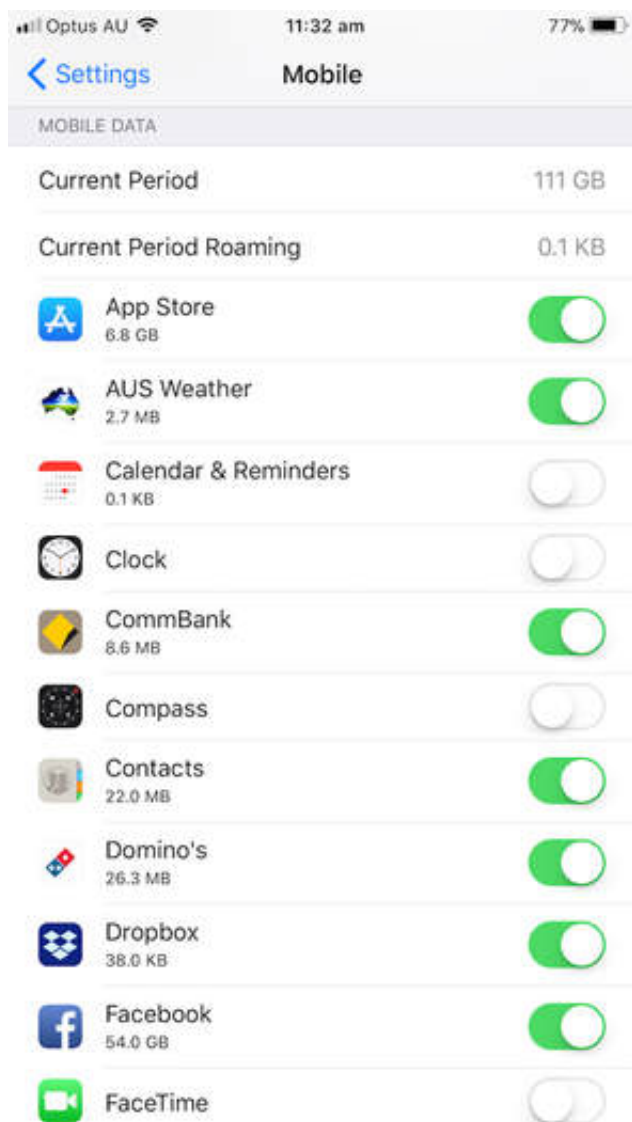 Optus AU 11:32 am 77%
Settings Mobile
MOBILE DATA
Current Period 111 GB
Current Period Roaming 0.1 KB
App Store
6.8 GB
AUS Weather
2.7 MB
Calendar & Reminders
0.1 KB
Clock
CommBank
8.6 MB
Compass
Contacts
22.0 MB
Domino's
26.3 MB
Dropbox
38.0 KB
Facebook
54.0 GB
FaceTime